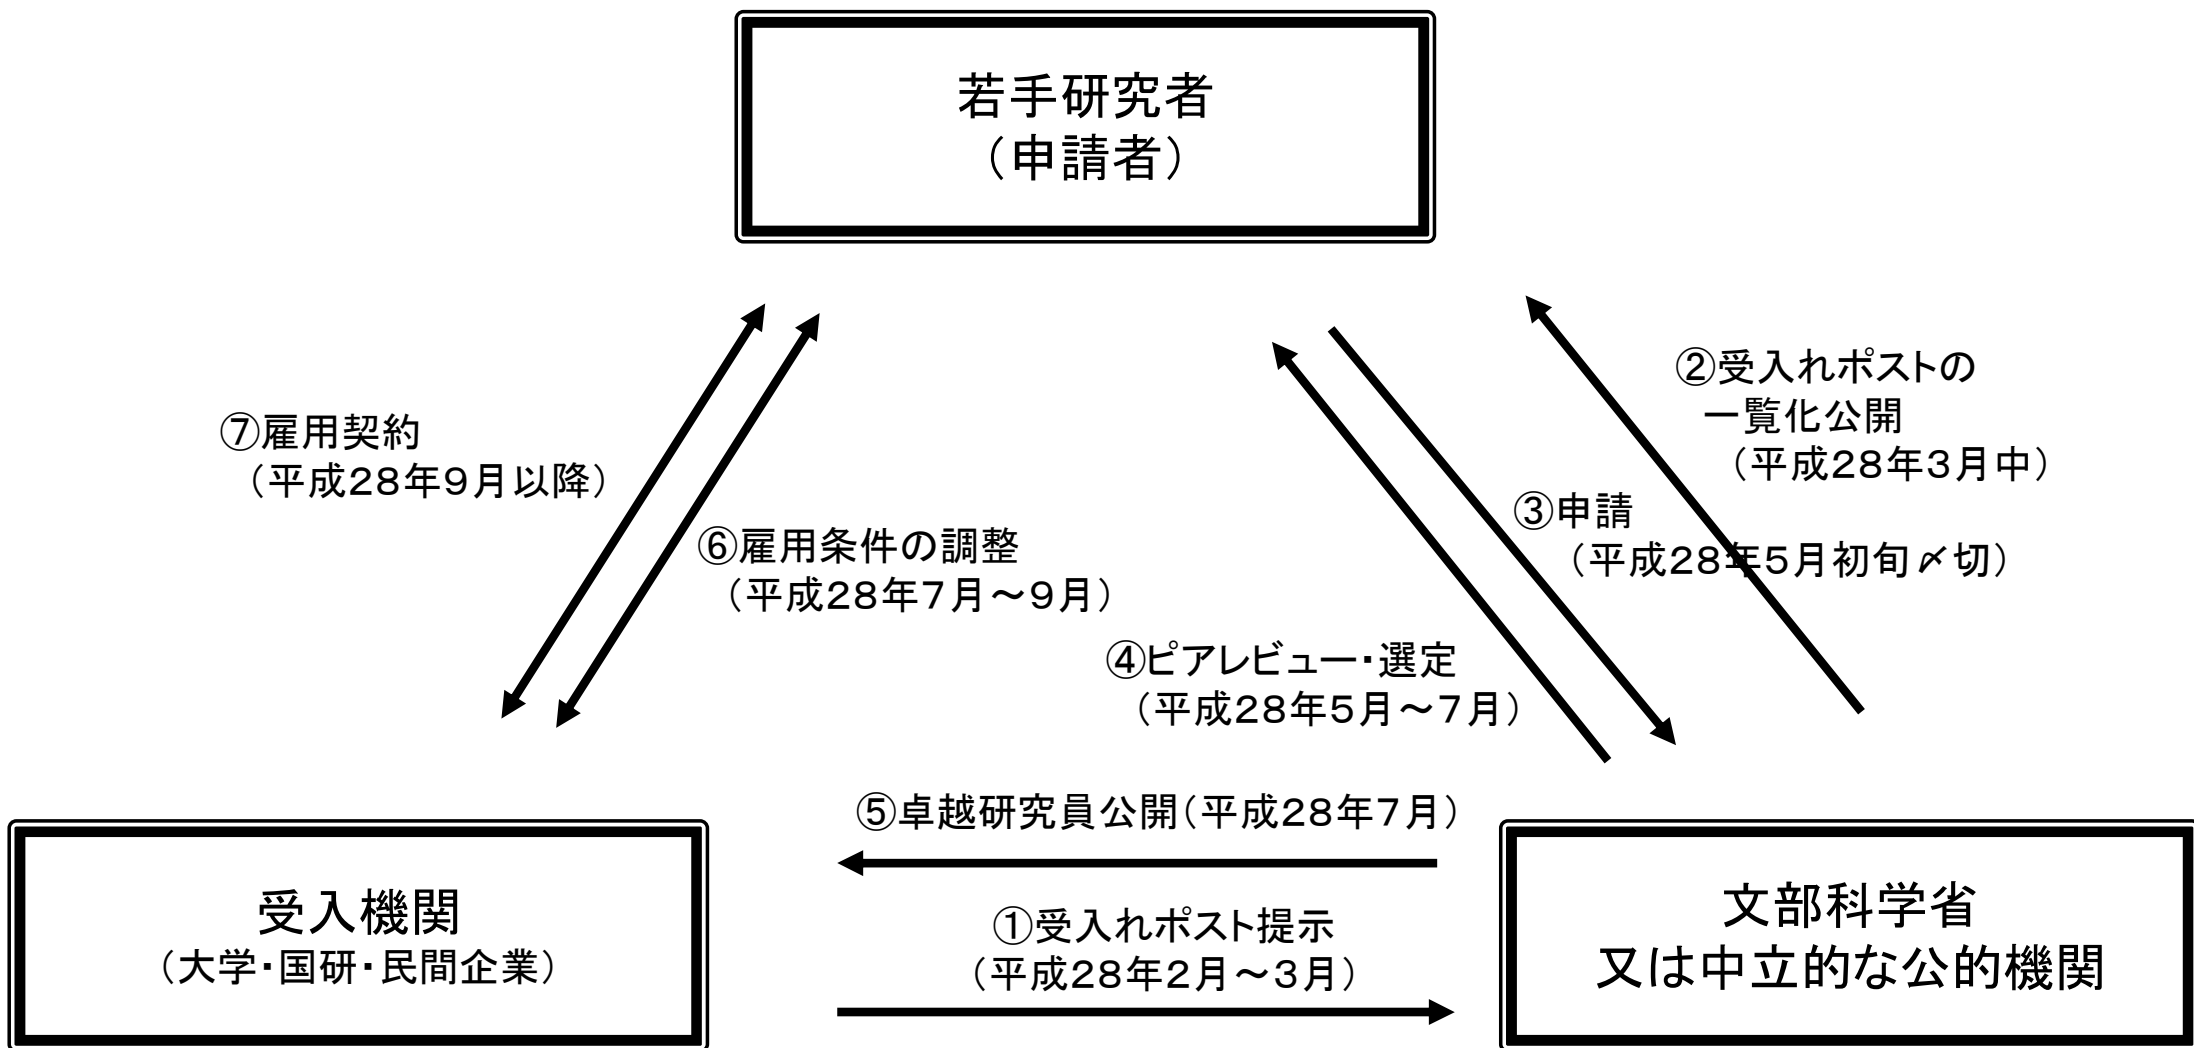 若手研究者
（申請者）
②受入れポストの
一覧化公開
（平成２８年３月中）
⑦雇用契約
（平成２８年９月以降）
③申請
（平成２８年５月初旬〆切）
⑥雇用条件の調整
（平成２８年７月～９月）
④ピアレビュー・選定
（平成２８年５月～７月）
⑤卓越研究員公開（平成２８年７月）
受入機関
（大学・国研・民間企業）
①受入れポスト提示
（平成２８年２月～３月）
文部科学省
又は中立的な公的機関